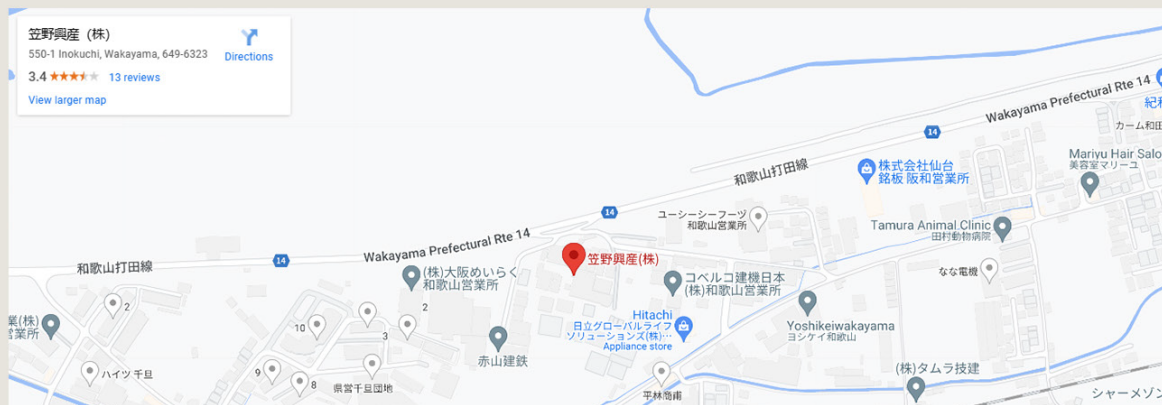 笠野興産（株）
550-1 Inokuchi, Wakayama, 649-6323
Directions
3.4
13 reviews
View larger map
Wakayama Prefectural Rte 14
紀和
カーム和田
14
和歌山打田線
株式会社仙台
銘板 阪和営業所
Mariyu Hair Salo
美容室マリーユ
14
ユーシーシーフーヅ
和歌山営業所
Tamura Animal Clinic
田村動物病院
Wakayama Prefectural Rte 14
14
和歌山打田線
笠野興産(株)
(株)大阪めいらく
和歌山営業所
コベルコ建機日本
(株)和歌山営業所
なな電機
2
2
業(株)
営業所
10
3
Hitachi
日立グローバルライフ
ソリューションズ(株)…
Appliance store
Yoshikeiwakayama
ヨシケイ和歌山
赤山建鉄
ハイツ千旦
9
8
県営千旦団地
平林商甫
(株)タムラ技建
シャーメゾン